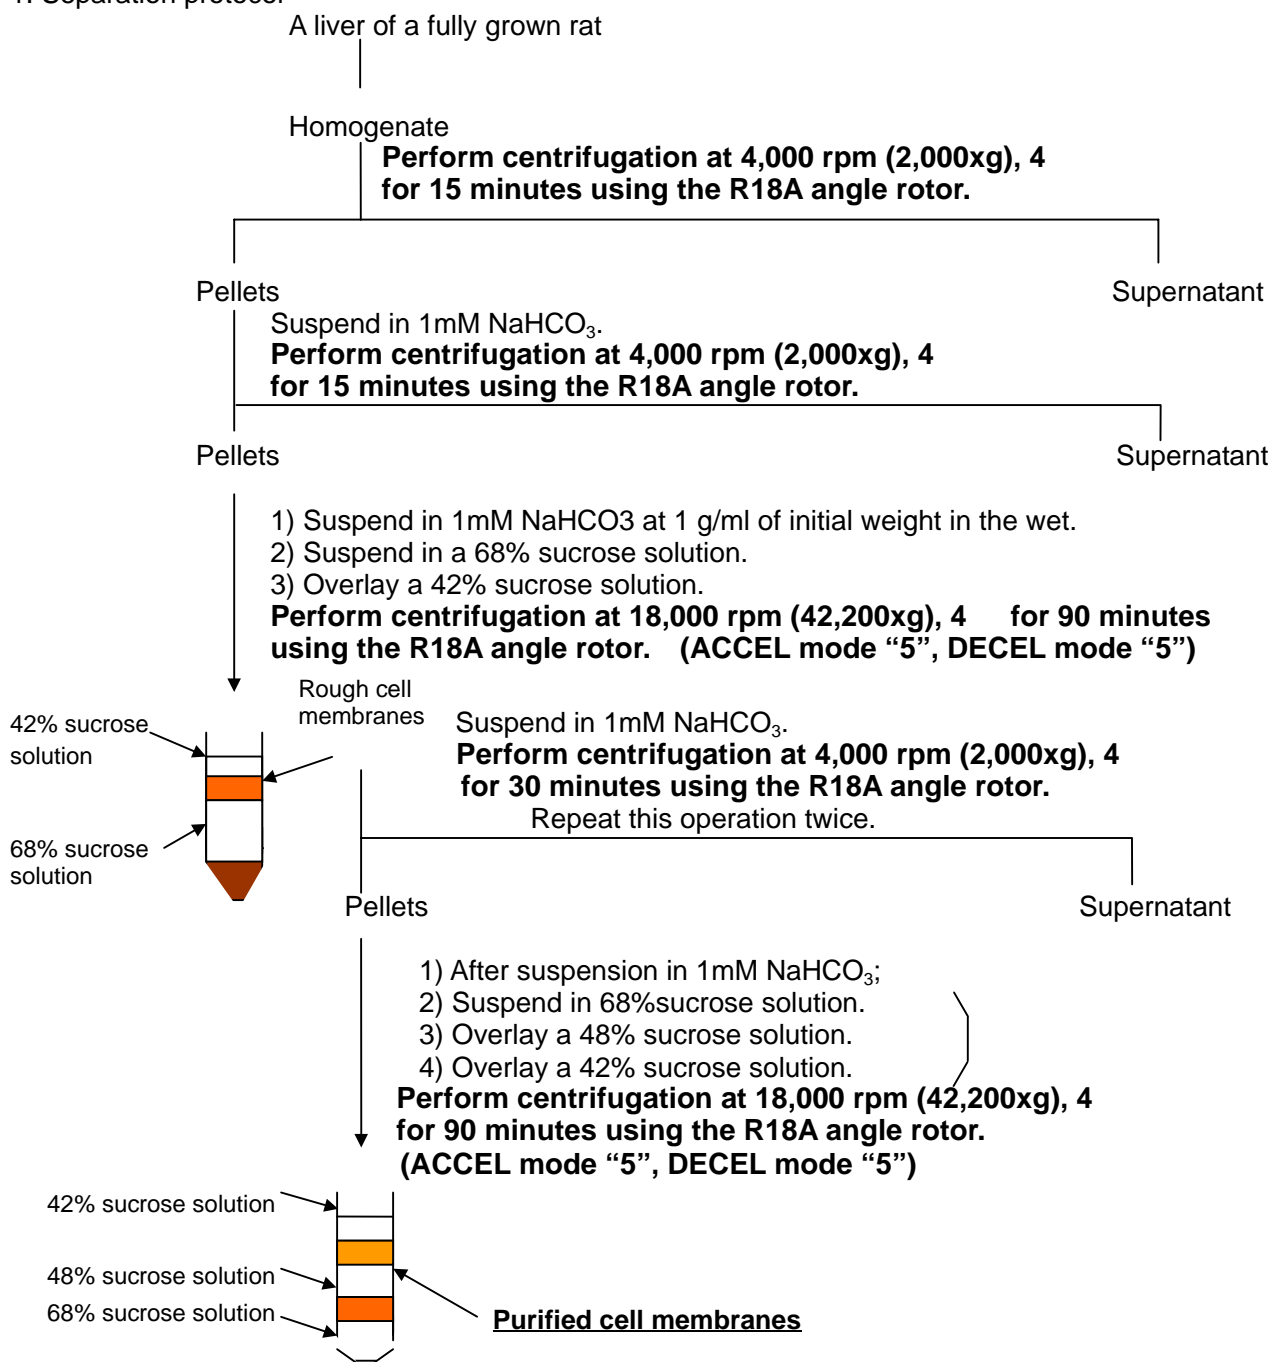 1. Separation protocol
A liver of a fully grown rat
Homogenate
Perform centrifugation at 4,000 rpm (2,000xg), 4
for 15 minutes using the R18A angle rotor.
Pellets
Supernatant
Suspend in 1mM NaHCO₃.
Perform centrifugation at 4,000 rpm (2,000xg), 4
for 15 minutes using the R18A angle rotor.
Pellets
Supernatant
1) Suspend in 1mM NaHCO3 at 1 g/ml of initial weight in the wet.
2) Suspend in a 68% sucrose solution.
3) Overlay a 42% sucrose solution.
Perform centrifugation at 18,000 rpm (42,200xg), 4 for 90 minutes
using the R18A angle rotor. (ACCEL mode “5”, DECEL mode “5”)
Rough cell
membranes
42% sucrose
solution
68% sucrose
solution
Suspend in 1mM NaHCO₃.
Perform centrifugation at 4,000 rpm (2,000xg), 4
for 30 minutes using the R18A angle rotor.
Repeat this operation twice.
Pellets
Supernatant
1) After suspension in 1mM NaHCO₃;
2) Suspend in 68%sucrose solution.
3) Overlay a 48% sucrose solution.
4) Overlay a 42% sucrose solution.
Perform centrifugation at 18,000 rpm (42,200xg), 4
for 90 minutes using the R18A angle rotor.
(ACCEL mode “5”, DECEL mode “5”)
42% sucrose solution
48% sucrose solution
68% sucrose solution
Purified cell membranes